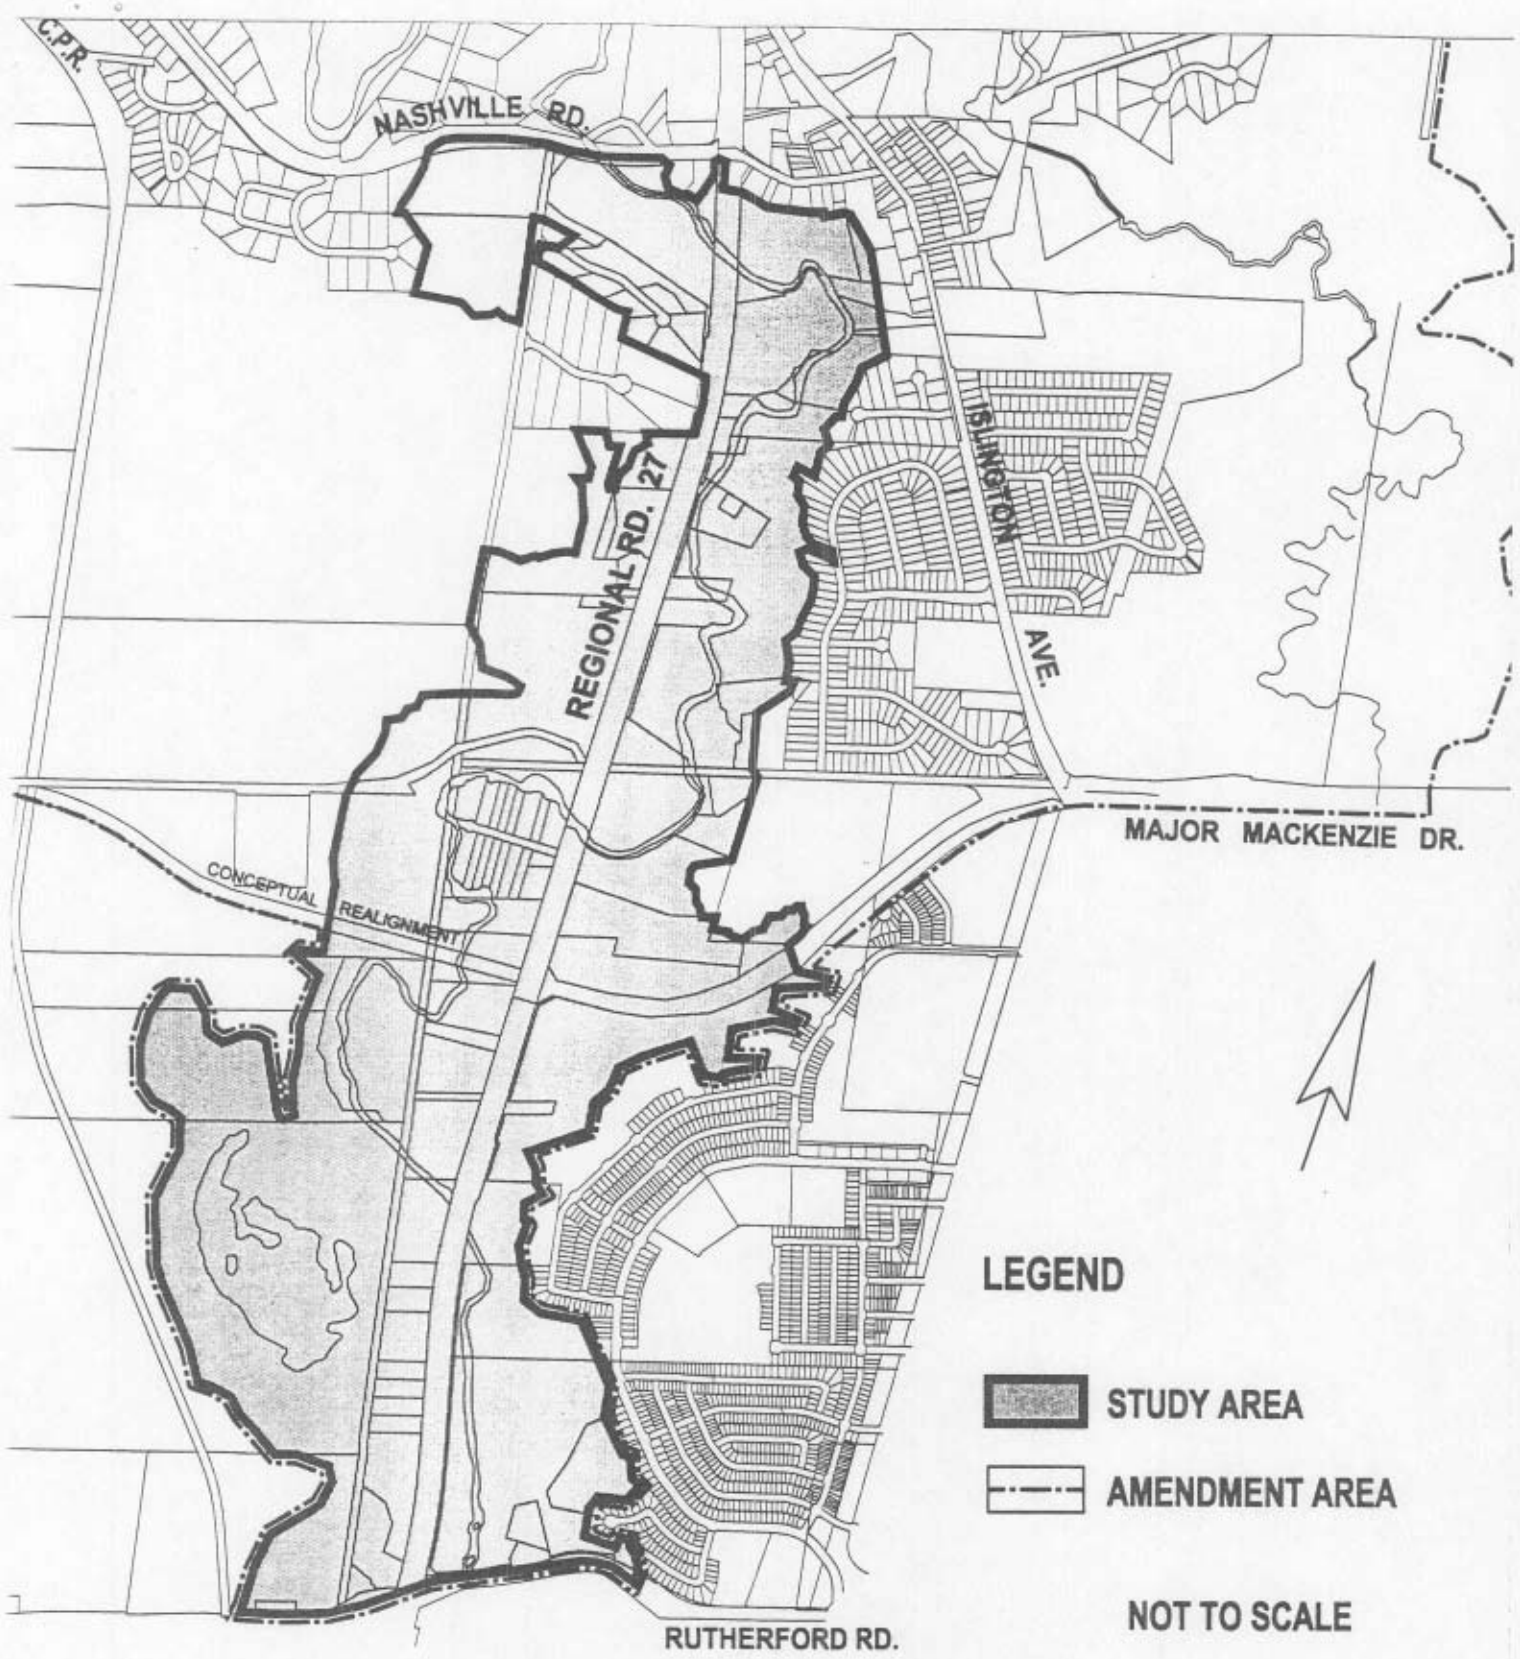 C.P.R.
NASHVILLE RD.
ISLINGTON AVE.
REGIONAL RD. 27
MAJOR MACKENZIE DR.
CONCEPTUAL REALIGNMENT
LEGEND
STUDY AREA
AMENDMENT AREA
NOT TO SCALE
RUTHERFORD RD.